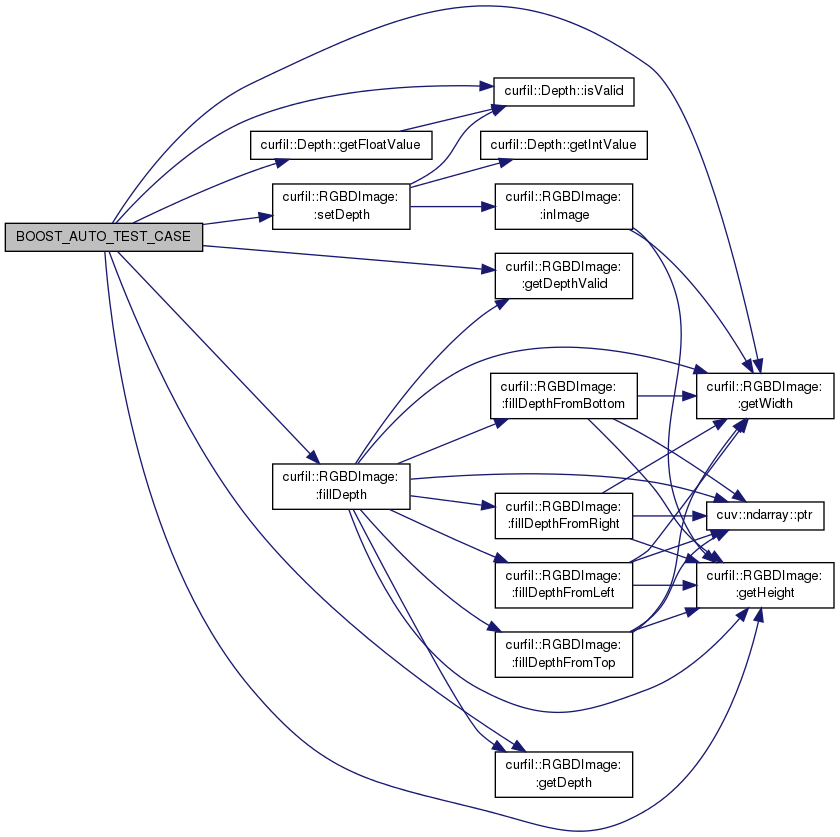 curfil::Depth::isValid
curfil::Depth::getFloatValue
curfil::Depth::getIntValue
curfil::RGBDImage:
:setDepth
curfil::RGBDImage:
:inImage
BOOST_AUTO_TEST_CASE
curfil::RGBDImage:
:getDepthValid
curfil::RGBDImage:
:fillDepthFromBottom
curfil::RGBDImage:
:getWidth
curfil::RGBDImage:
:fillDepth
curfil::RGBDImage:
:fillDepthFromRight
cuv::ndarray::ptr
curfil::RGBDImage:
:fillDepthFromLeft
curfil::RGBDImage:
:getHeight
curfil::RGBDImage:
:fillDepthFromTop
curfil::RGBDImage:
:getDepth